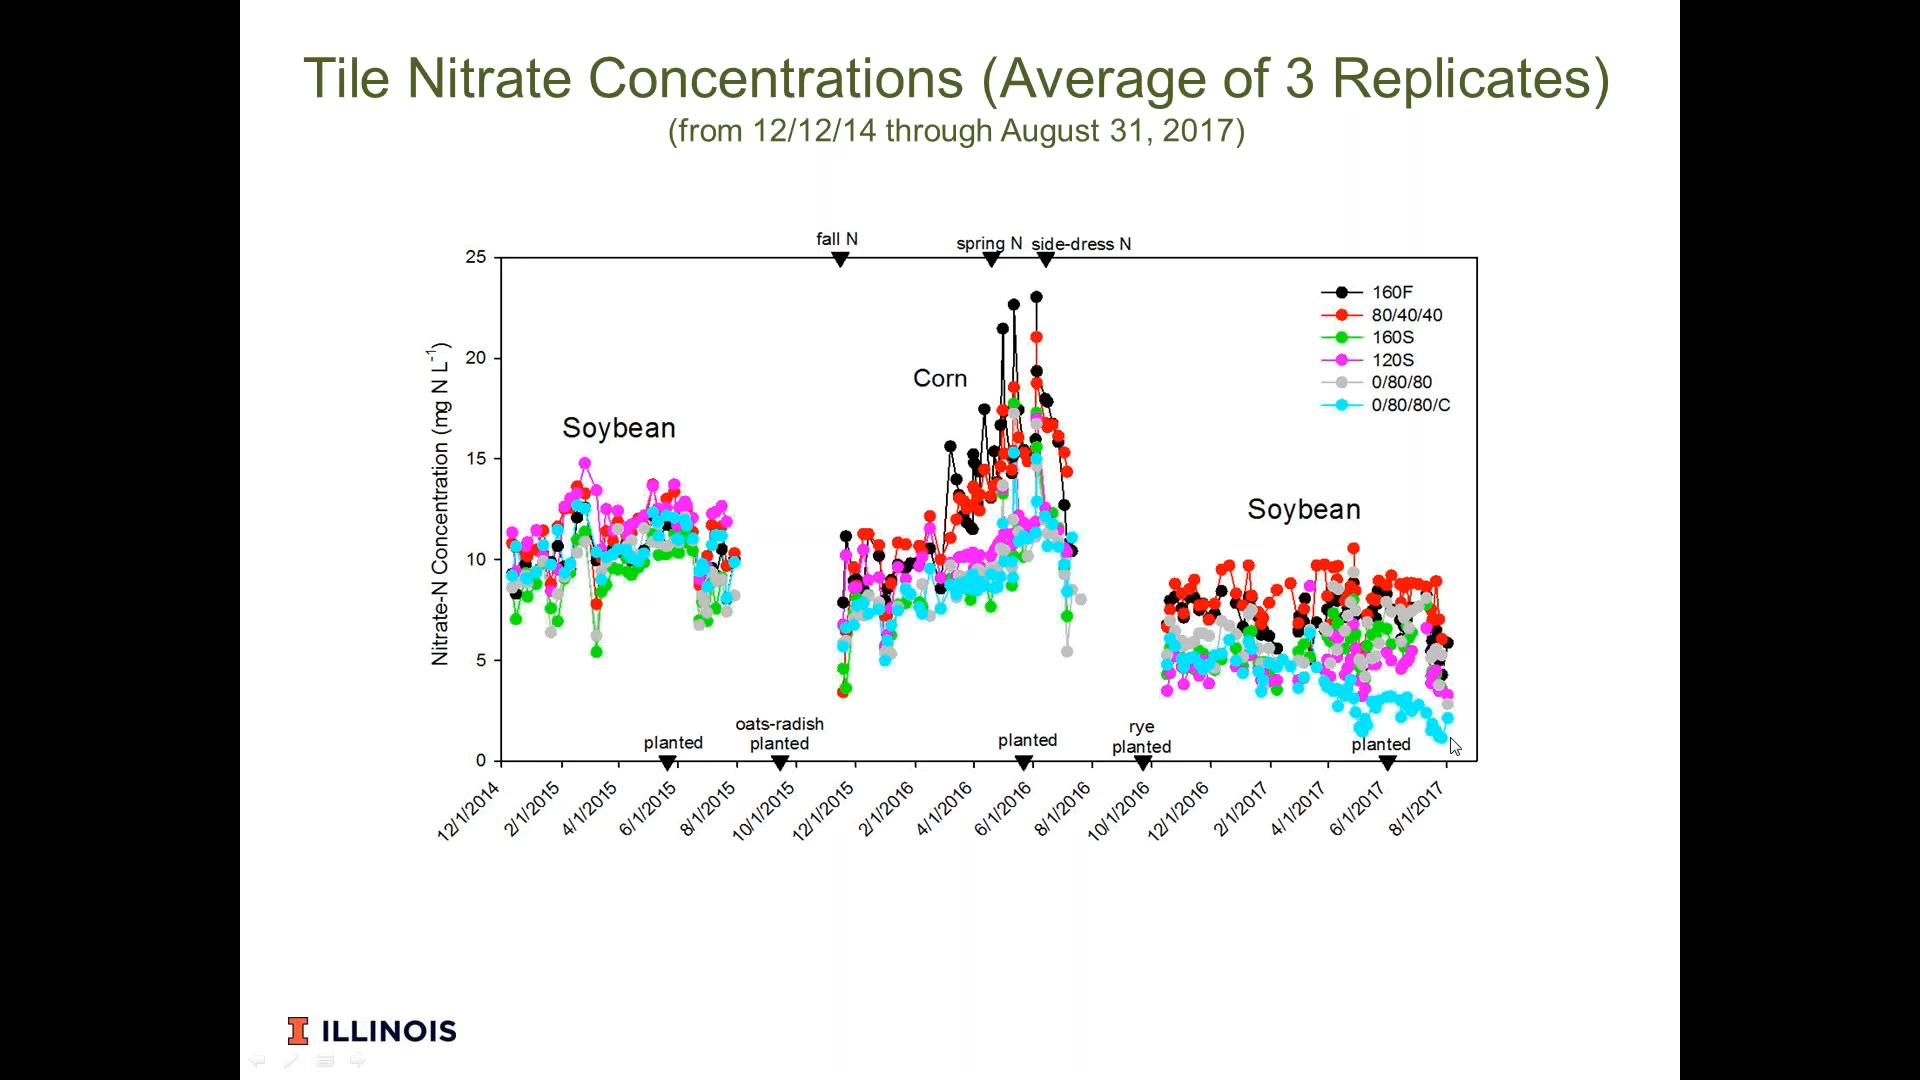 Tile Nitrate Concentrations (Average of 3 Replicates)
(from 12/12/14 through August 31, 2017)
fall N
spring N
side-dress N
25
20
15
10
5
0
Nitrate-N Concentration (mg N L⁻¹)
160F
80/40/40
160S
120S
0/80/80
0/80/80/C
Corn
Soybean
Soybean
planted
oats-radish
planted
planted
rye
planted
planted
12/1/2014
2/1/2015
4/1/2015
6/1/2015
8/1/2015
10/1/2015
12/1/2015
2/1/2016
4/1/2016
6/1/2016
8/1/2016
10/1/2016
12/1/2016
2/1/2017
4/1/2017
6/1/2017
8/1/2017
I ILLINOIS